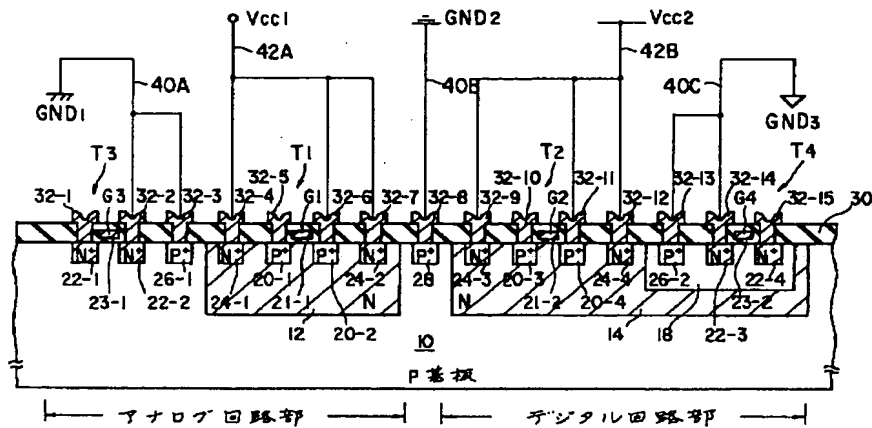 Vcc1 GND2 Vcc2
42A 42B
40A 40B 40C
GND1 GND3
T3 T1 T2 T4
32-1 G3 32-2 32-3 32-4 32-5 G1 32-6 32-7 32-8 32-9 32-10 G2 32-11 32-12 32-13 32-14 G4 32-15 30
N+ N+ P+ N+ P+ P+ N+ P+ N+ P+ P+ N+ P+ N+ N+
22-1 26-1 20-1 24-2 28 24-3 20-3 24-4 26-2 22-4
23-1 24-1 21-1 N N 21-2 23-2
22-2 12 20-2 20-4 14 18 22-3
10
P基板
アナログ回路部 デジタル回路部